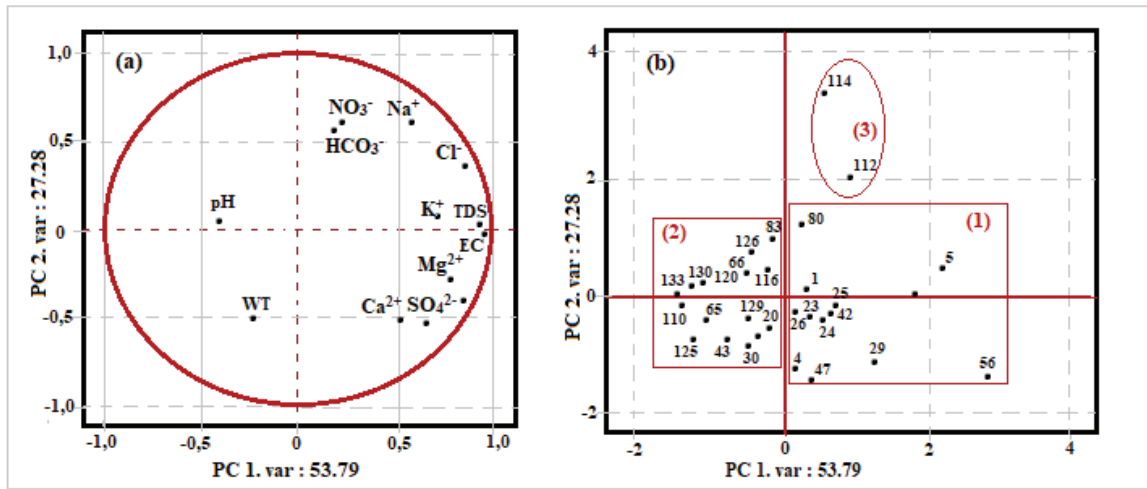 (a)
1,0
0,5
0
-0,5
-1,0
-1,0
-0,5
0
0,5
1,0
PC 2. var : 27.28
PC 1. var : 53.79
NO₃⁻
Na⁺
HCO₃⁻
Cl⁻
pH
K⁺
TDS
EC
Mg²⁺
WT
Ca²⁺
SO₄²⁻
(b)
4
2
0
-2
-2
0
2
4
PC 2. var : 27.28
PC 1. var : 53.79
114
(3)
112
(2)
80
(1)
83
126
66
5
133
130
120
116
1
25
110
65
129
20
23
42
26
24
125
43
30
4
47
29
56